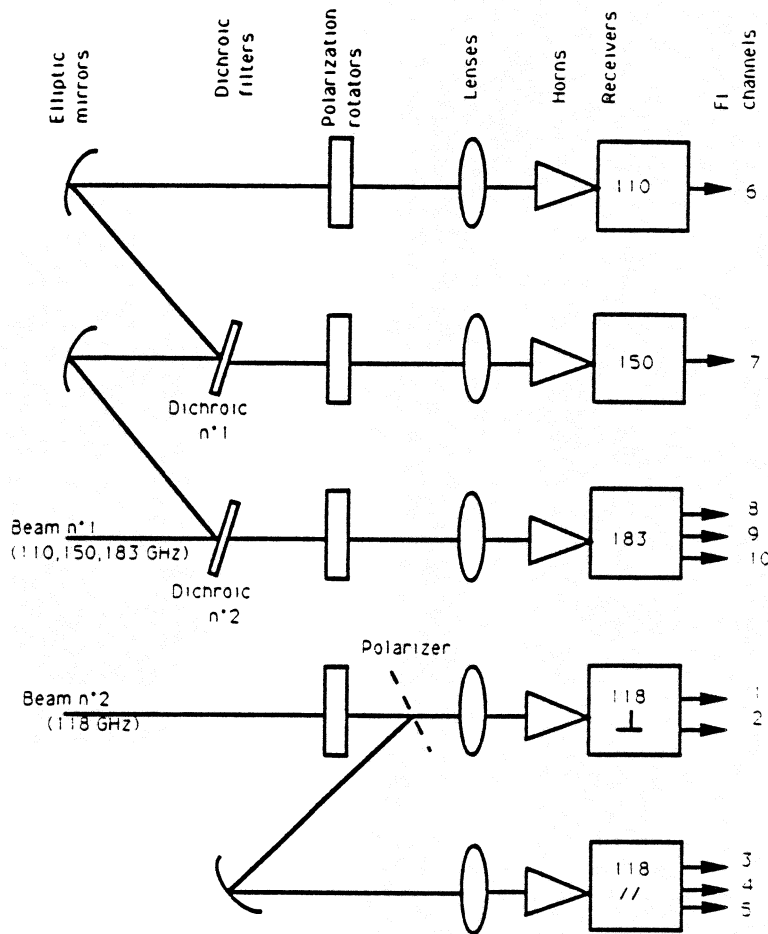 Elliptic
mirrors
Dichroic
filters
Polarization
rotators
Lenses
Horns
Receivers
FI
channels
110
6
150
7
Dichroic
n°1
Beam n°1
(110,150,183 GHz)
183
8
9
10
Dichroic
n°2
Polarizer
Beam n°2
(118 GHz)
118
⊥
1
2
118
//
3
4
5